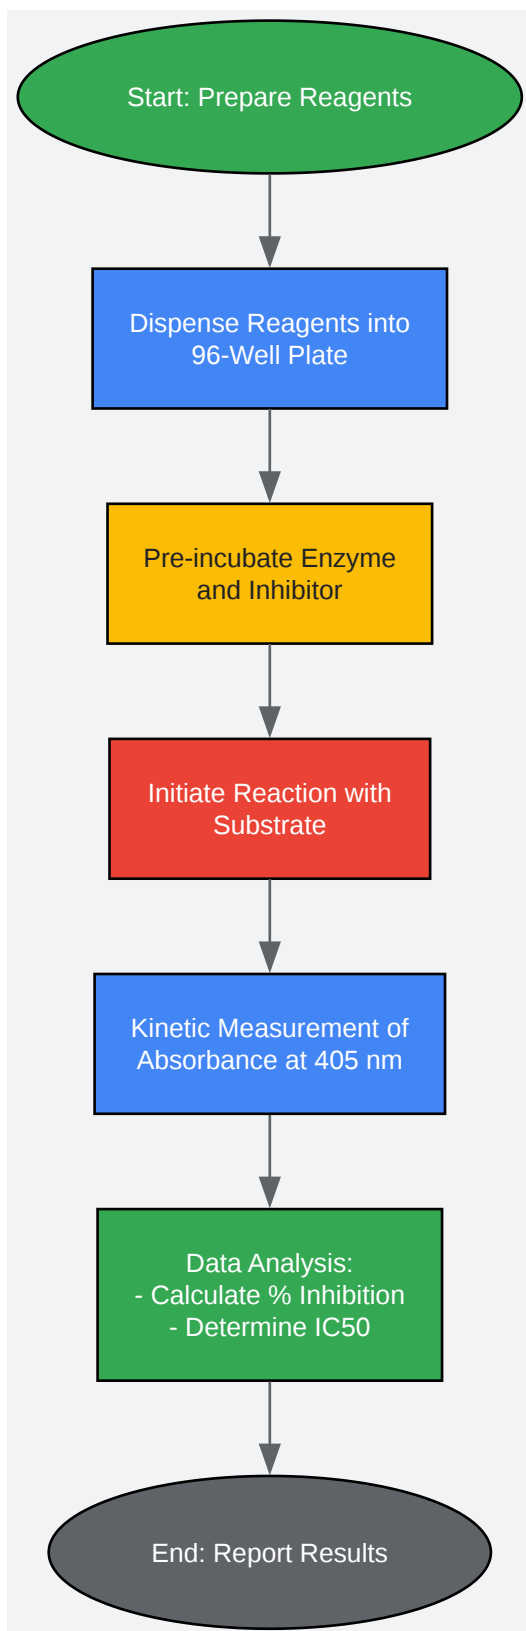 Start: Prepare Reagents
Dispense Reagents into
96-Well Plate
Pre-incubate Enzyme
and Inhibitor
Initiate Reaction with
Substrate
Kinetic Measurement of
Absorbance at 405 nm
Data Analysis:
- Calculate % Inhibition
- Determine IC50
End: Report Results